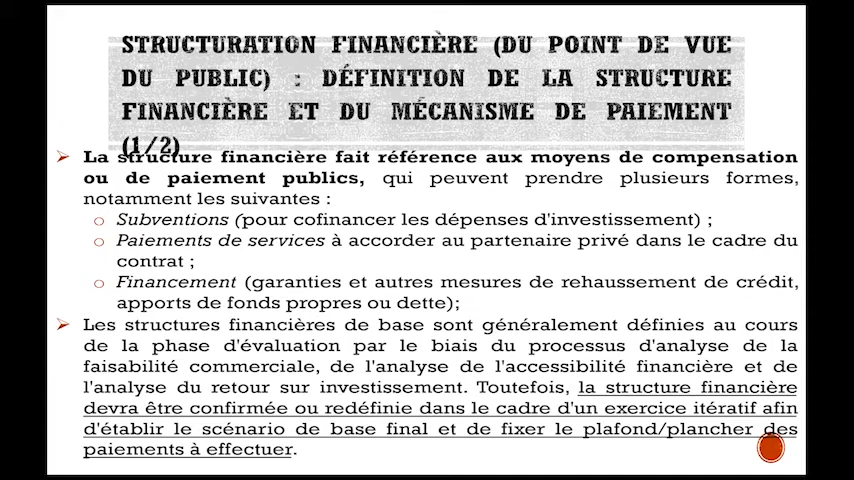 STRUCTURATION FINANCIÈRE (DU POINT DE VUE
DU PUBLIC) : DÉFINITION DE LA STRUCTURE
FINANCIÈRE ET DU MÉCANISME DE PAIEMENT
(1/2)
La structure financière fait référence aux moyens de compensation
ou de paiement publics, qui peuvent prendre plusieurs formes,
notamment les suivantes :
Subventions (pour cofinancer les dépenses d'investissement) ;
Paiements de services à accorder au partenaire privé dans le cadre du
contrat ;
Financement (garanties et autres mesures de rehaussement de crédit,
apports de fonds propres ou dette);
Les structures financières de base sont généralement définies au cours
de la phase d'évaluation par le biais du processus d'analyse de la
faisabilité commerciale, de l'analyse de l'accessibilité financière et de
l'analyse du retour sur investissement. Toutefois, la structure financière
devra être confirmée ou redéfinie dans le cadre d'un exercice itératif afin
d'établir le scénario de base final et de fixer le plafond/plancher des
paiements à effectuer.